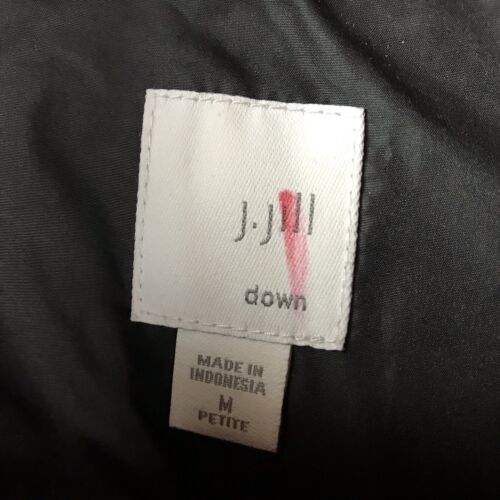 J.Jill
down
MADE IN
INDONESIA
M
PETITE